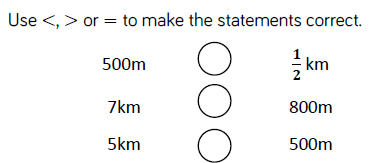 Use <, > or = to make the statements correct.
500m ½ km
7km 800m
5km 500m